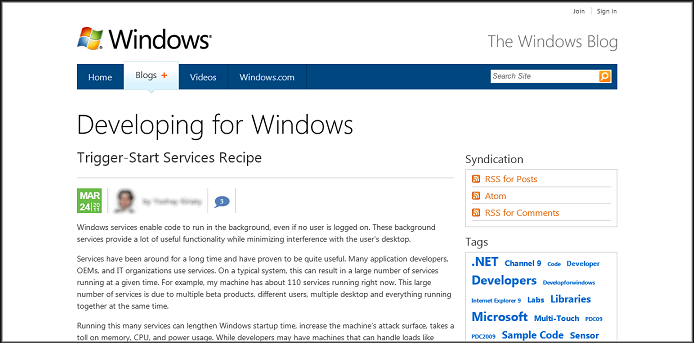 Join | Sign in
Windows®
The Windows Blog
Home
Blogs +
Videos
Windows.com
Search Site
Developing for Windows
Trigger-Start Services Recipe
MAR
24 2011
3
Windows services enable code to run in the background, even if no user is logged on. These background
services provide a lot of useful functionality while minimizing interference with the user's desktop.
Services have been around for a long time and have proven to be quite useful. Many application developers,
OEMs, and IT organizations use services. On a typical system, this can result in a large number of services
running at a given time. For example, my machine has about 110 services running right now. This large
number of services is due to multiple beta products, different users, multiple desktop and everything running
together at the same time.
Running this many services can lengthen Windows startup time, increase the machine's attack surface, takes a
toll on memory, CPU, and power usage. While developers may have machines that can handle loads like
Syndication
RSS for Posts
Atom
RSS for Comments
Tags
.NET Channel 9 Code Developer
Developers Developforwindows
Internet Explorer 9 Labs Libraries
Microsoft Multi-Touch PDC09
PDC2009 Sample Code Sensor